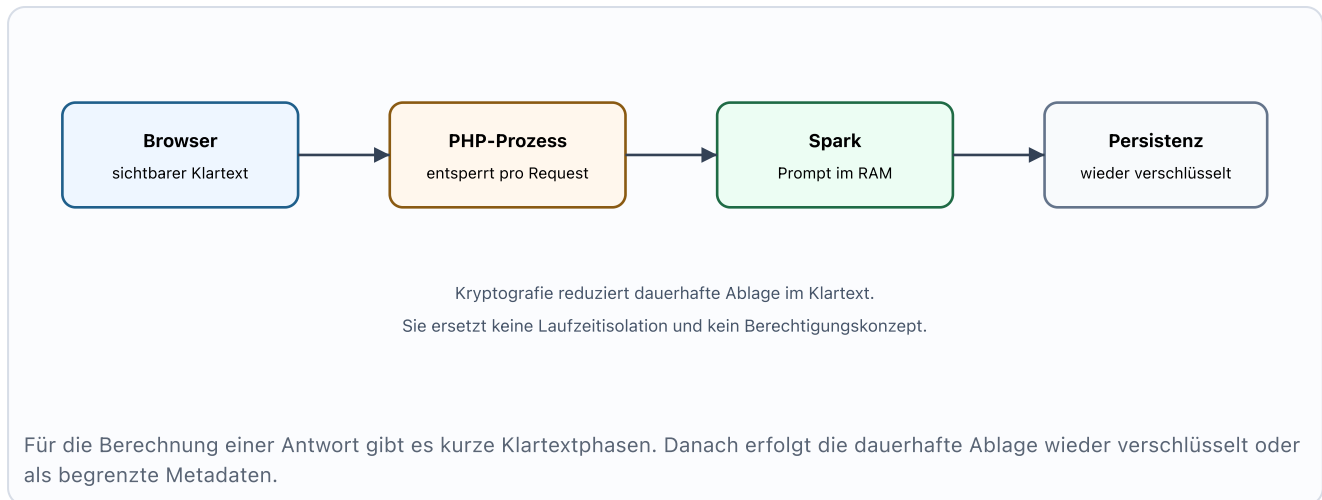 Browser
sichtbarer Klartext
PHP-Prozess
entsperrt pro Request
Spark
Prompt im RAM
Persistenz
wieder verschlüsselt
Kryptografie reduziert dauerhafte Ablage im Klartext.
Sie ersetzt keine Laufzeitisolation und kein Berechtigungskonzept.
Für die Berechnung einer Antwort gibt es kurze Klartextphasen. Danach erfolgt die dauerhafte Ablage wieder verschlüsselt oder
als begrenzte Metadaten.